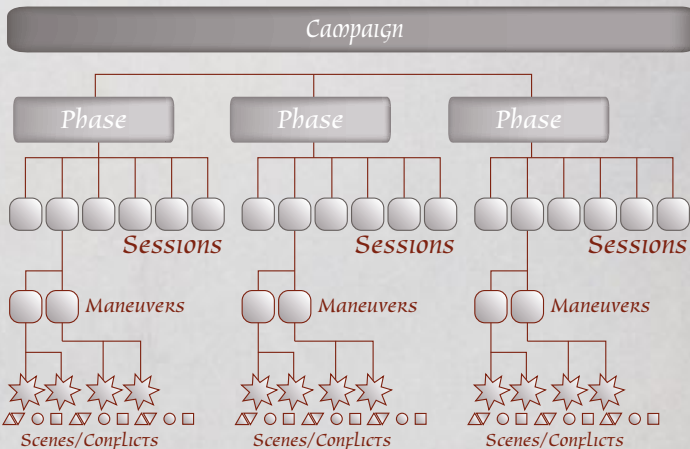 Campaign
Phase Phase Phase
Sessions Sessions Sessions
Maneuvers Maneuvers Maneuvers
Scenes/Conflicts Scenes/Conflicts Scenes/Conflicts